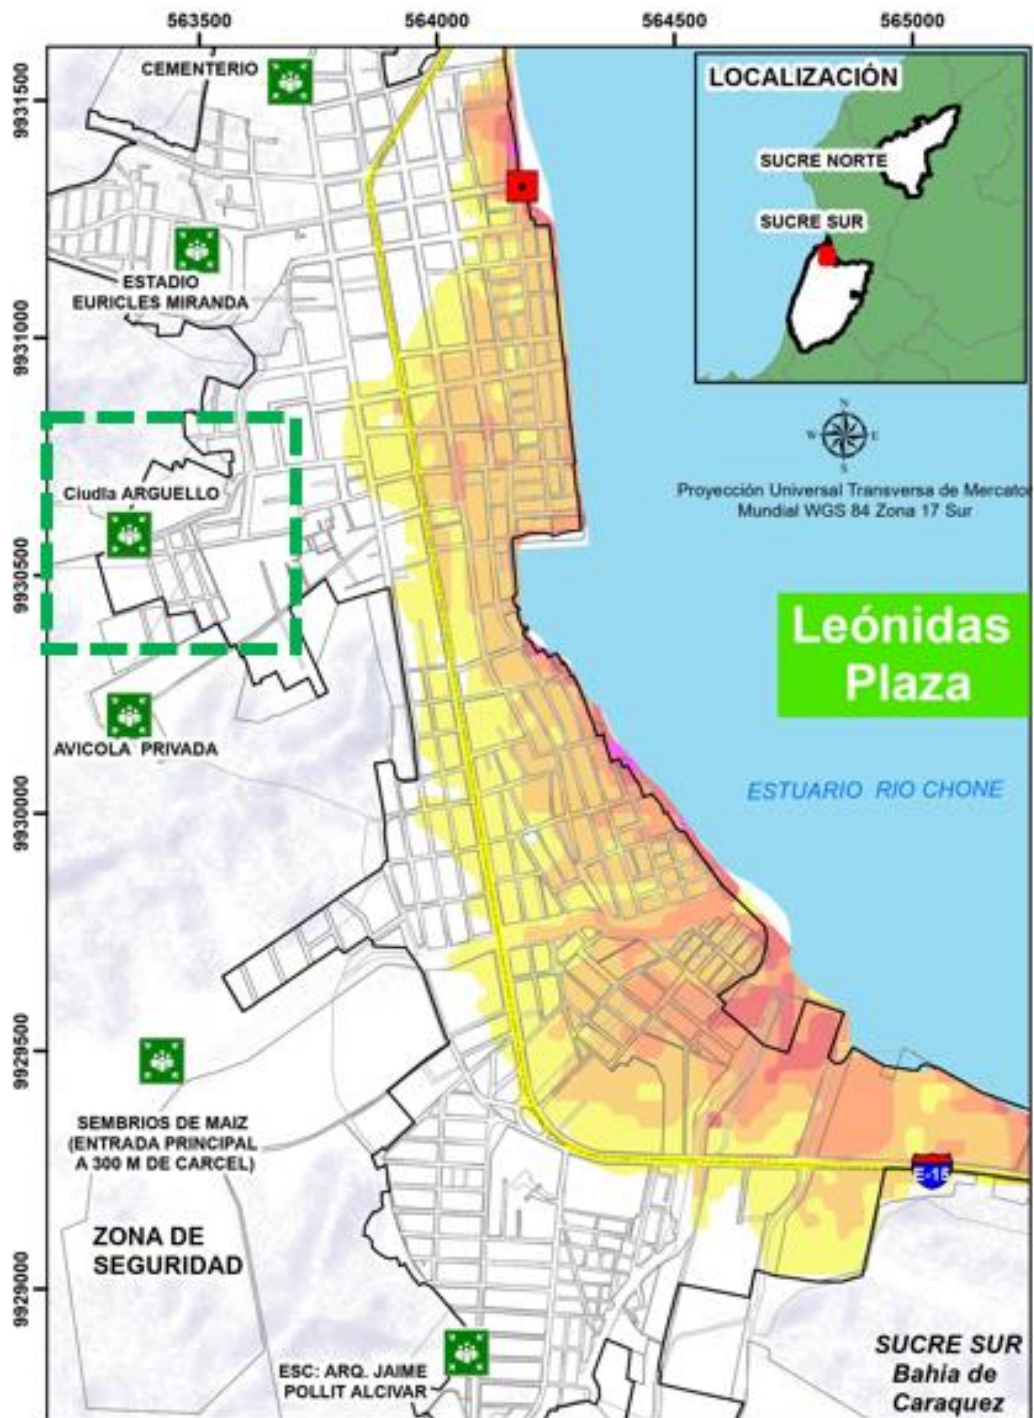 563500 564000 564500 565000
9931500
CEMENTERIO
LOCALIZACIÓN
SUCRE NORTE
SUCRE SUR
ESTADIO
EURICLES MIRANDA
9931000
N
W E
S
Proyección Universal Transversa de Mercator
Mundial WGS 84 Zona 17 Sur
Ciudla ARGUELLO
9930500
Leónidas
Plaza
AVICOLA PRIVADA
ESTUARIO RIO CHONE
9930000
9929500
SEMBRIOS DE MAIZ
(ENTRADA PRINCIPAL
A 300 M DE CARCEL)
E-15
ZONA DE
SEGURIDAD
9929000
ESC: ARQ. JAIME
POLLIT ALCIVAR
SUCRE SUR
Bahia de
Caraquez